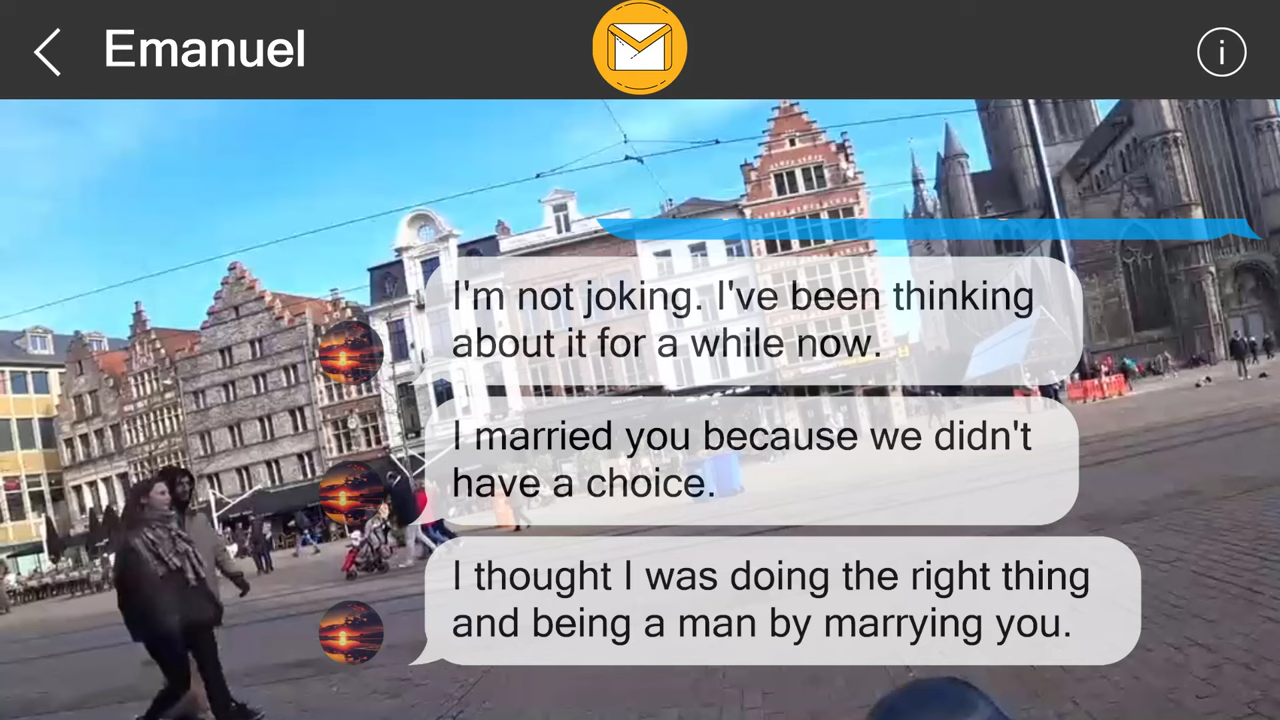 Emanuel
i
I'm not joking. I've been thinking
about it for a while now.
I married you because we didn't
have a choice.
I thought I was doing the right thing
and being a man by marrying you.